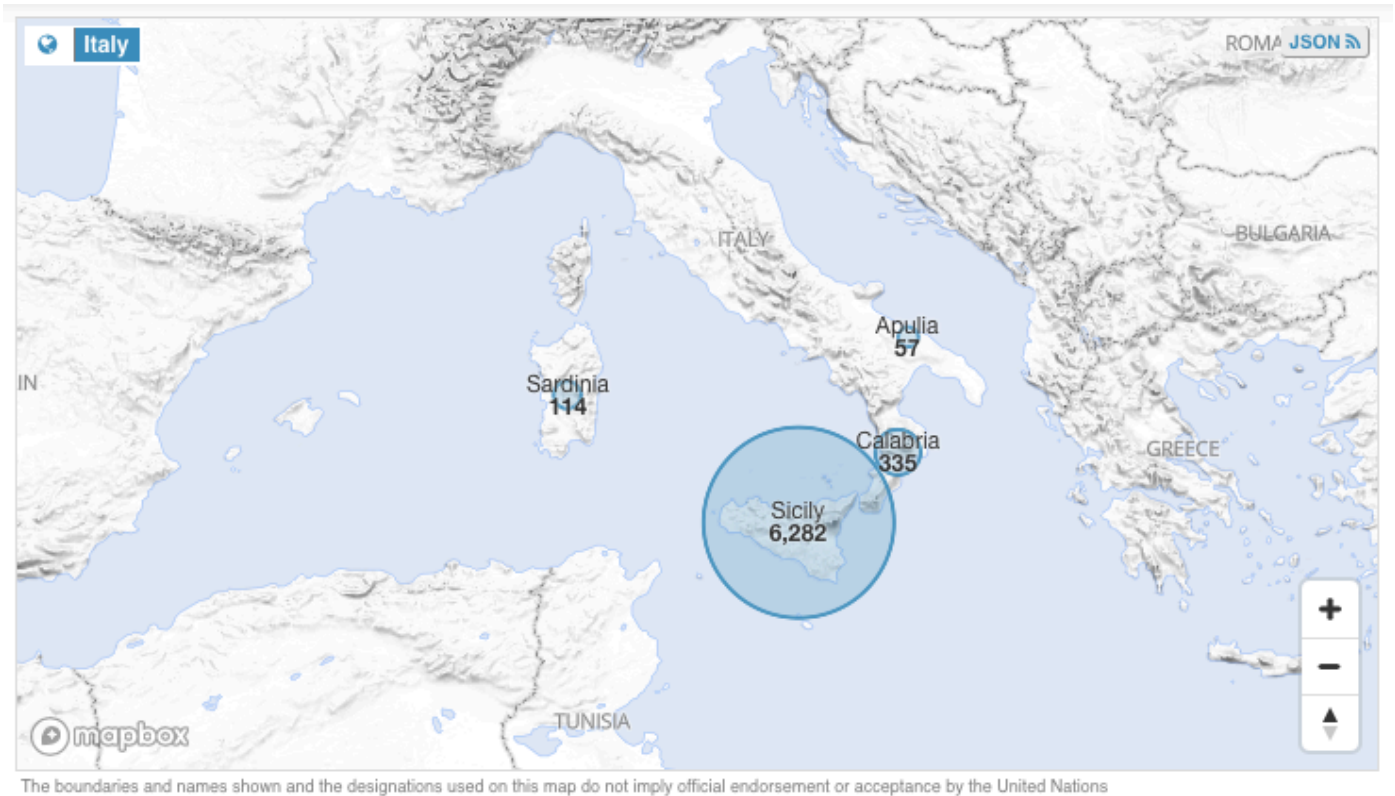 Italy
ROMA
JSON
ITALY
BULGARIA
Apulia
57
IN
Sardinia
114
Calabria
335
GREECE
Sicily
6,282
+
−
TUNISIA
mapbox
The boundaries and names shown and the designations used on this map do not imply official endorsement or acceptance by the United Nations